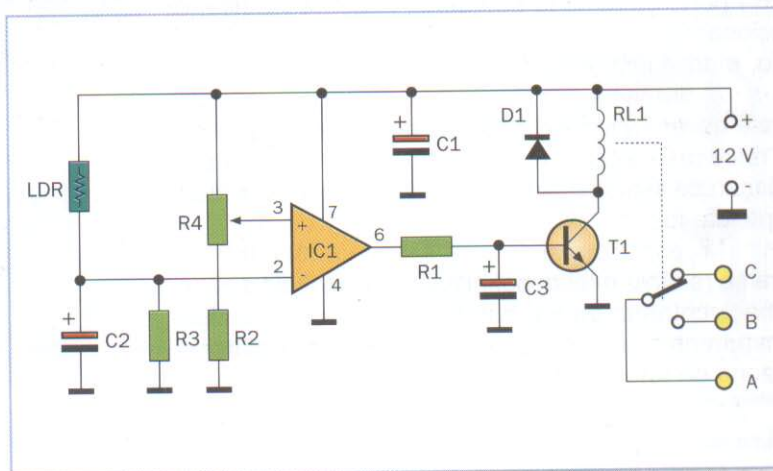 D1
RL1
+
12 V
+
C1
LDR
R4
3
7
+
IC1
6
2
-
4
R1
T1
+
C3
C
B
A
+
C2
R3
R2